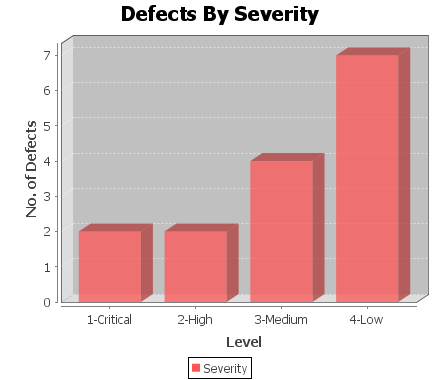 Defects By Severity
No. of Defects
7
6
5
4
3
2
1
0
1-Critical 2-High 3-Medium 4-Low
Level
Severity